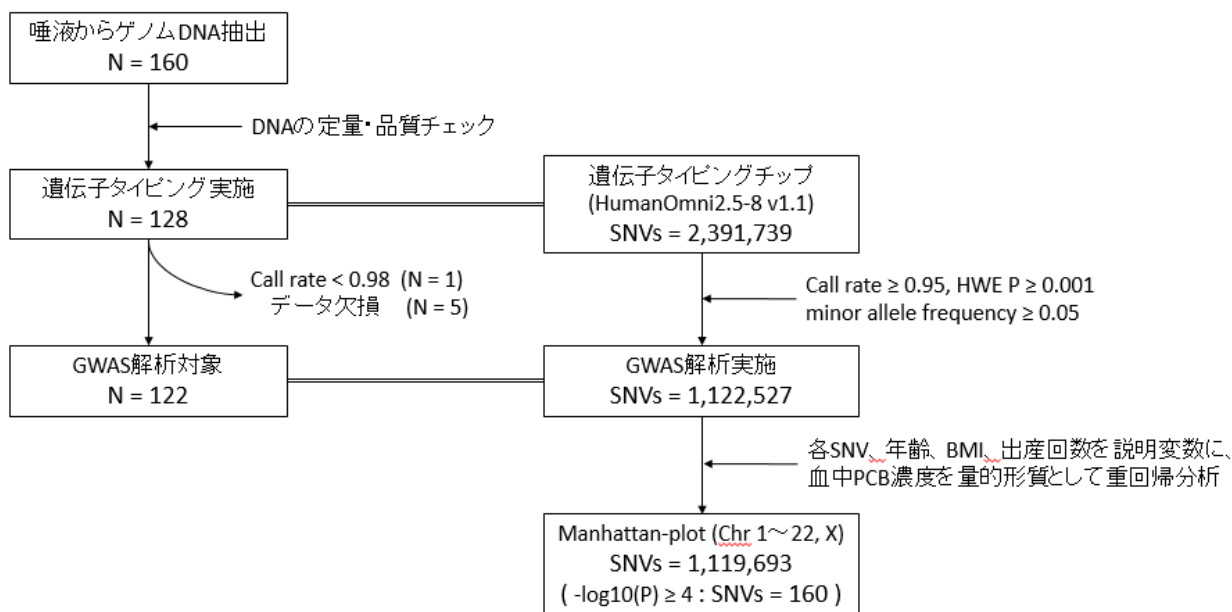 唾液からゲノムDNA抽出
N = 160
DNAの定量・品質チェック
遺伝子タイピング実施
N = 128
遺伝子タイピングチップ
(HumanOmni2.5-8 v1.1)
SNVs = 2,391,739
Call rate < 0.98 (N = 1)
データ欠損 (N = 5)
Call rate ≥ 0.95, HWE P ≥ 0.001
minor allele frequency ≥ 0.05
GWAS解析対象
N = 122
GWAS解析実施
SNVs = 1,122,527
各SNV、年齢、BMI、出産回数を説明変数に、
血中PCB濃度を量的形質として重回帰分析
Manhattan-plot (Chr 1～22, X)
SNVs = 1,119,693
( -log10(P) ≥ 4 : SNVs = 160 )